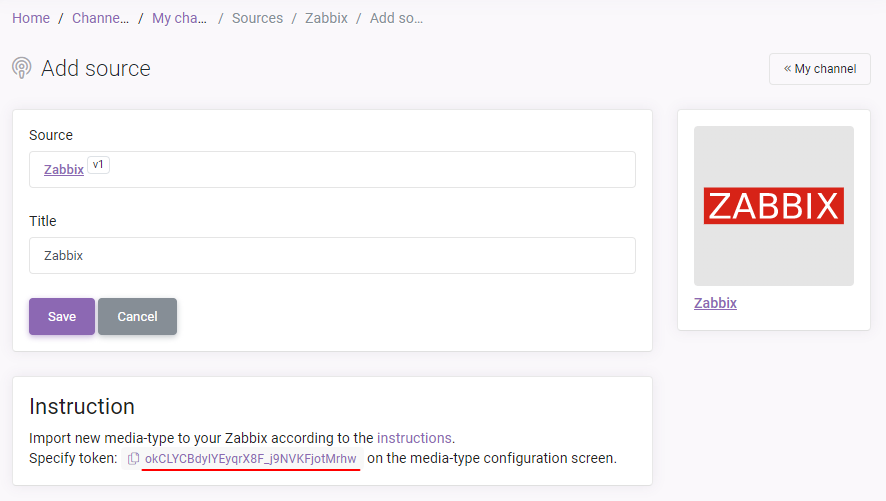 Home / Channe... / My cha... / Sources / Zabbix / Add so...
Add source
« My channel
Source
Zabbix v1
Title
Zabbix
Save Cancel
ZABBIX
Zabbix
Instruction
Import new media-type to your Zabbix according to the instructions.
Specify token: okCLYCBdyIYEyqrX8F_j9NVKFjotMrhw on the media-type configuration screen.